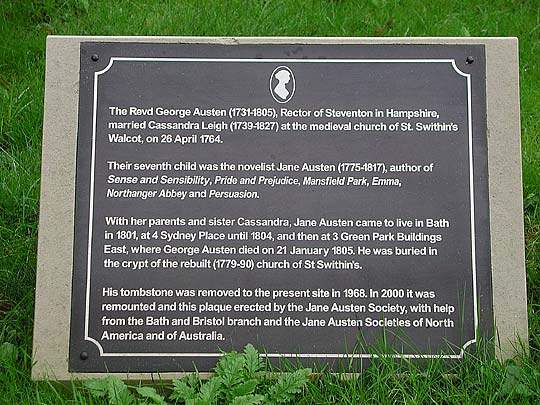 The Revd George Austen (1731-1805), Rector of Steventon in Hampshire,
married Cassandra Leigh (1739-1827) at the medieval church of St. Swithin's
Walcot, on 26 April 1764.
Their seventh child was the novelist Jane Austen (1775-1817), author of
Sense and Sensibility, Pride and Prejudice, Mansfield Park, Emma,
Northanger Abbey and Persuasion.
With her parents and sister Cassandra, Jane Austen came to live in Bath
in 1801, at 4 Sydney Place until 1804, and then at 3 Green Park Buildings
East, where George Austen died on 21 January 1805. He was buried in
the crypt of the rebuilt (1779-90) church of St Swithin's.
His tombstone was removed to the present site in 1968. In 2000 it was
remounted and this plaque erected by the Jane Austen Society, with help
from the Bath and Bristol branch and the Jane Austen Societies of North
America and of Australia.